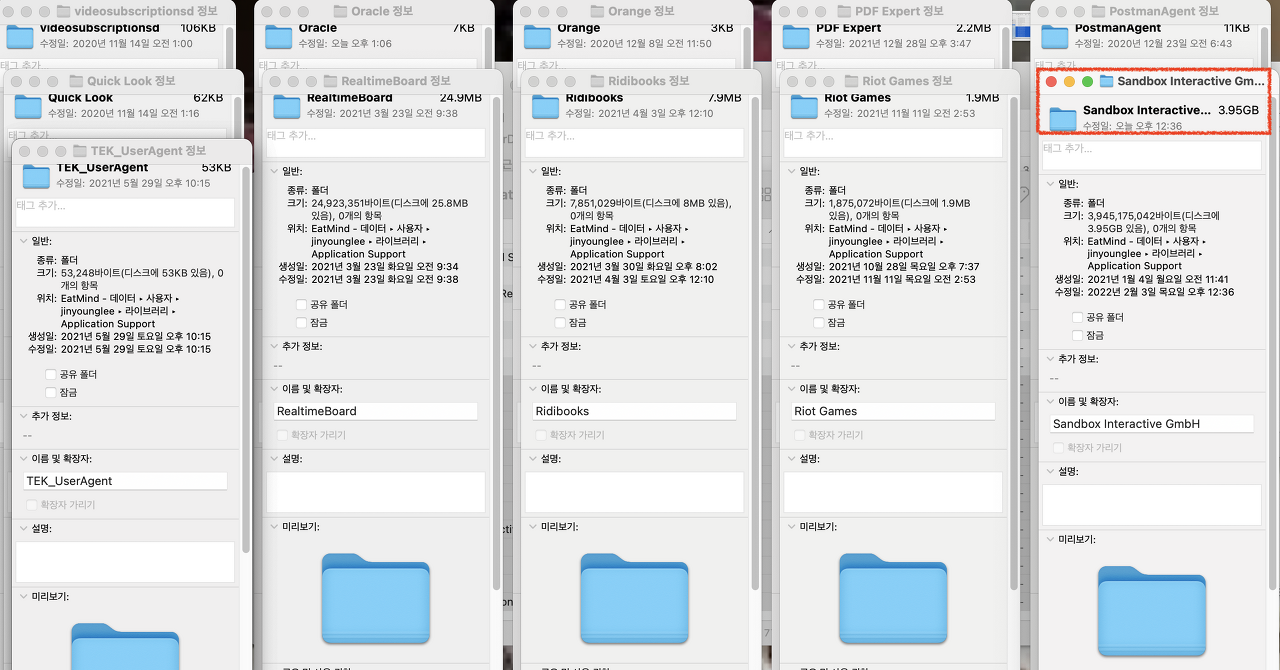 videosubscriptionsd 정보
videosubscriptionsd 106KB
수정일: 2020년 11월 14일 오전 1:00
태그 추가...
Oracle 정보
Oracle 7KB
수정일: 오늘 오후 1:06
태그 추가...
Orange 정보
Orange 3KB
수정일: 2020년 12월 8일 오전 11:50
태그 추가...
PDF Expert 정보
PDF Expert 2.2MB
수정일: 2021년 12월 28일 오후 3:47
태그 추가...
PostmanAgent 정보
PostmanAgent 11KB
수정일: 2020년 12월 23일 오전 6:43
태그 추가...
Quick Look 정보
Quick Look 62KB
수정일: 2020년 11월 14일 오후 1:16
태그 추가...
TEK_UserAgent 정보
TEK_UserAgent 53KB
수정일: 2021년 5월 29일 오후 10:15
태그 추가...
일반:
종류: 폴더
크기: 53,248바이트(디스크에 53KB 있음), 0
개의 항목
위치: EatMind - 데이터 ▸ 사용자 ▸
jinyounglee ▸ 라이브러리 ▸
Application Support
생성일: 2021년 5월 29일 토요일 오후 10:15
수정일: 2021년 5월 29일 토요일 오후 10:15
공유 폴더
잠금
추가 정보:
--
이름 및 확장자:
TEK_UserAgent
확장자 가리기
설명:
미리보기:
Board 정보
RealtimeBoard 24.9MB
수정일: 2021년 3월 23일 오전 9:38
태그 추가...
일반:
종류: 폴더
크기: 24,923,351바이트(디스크에 25.8MB
있음), 0개의 항목
위치: EatMind - 데이터 ▸ 사용자 ▸
jinyounglee ▸ 라이브러리 ▸
Application Support
생성일: 2021년 3월 23일 화요일 오전 9:34
수정일: 2021년 3월 23일 화요일 오전 9:38
공유 폴더
잠금
추가 정보:
--
이름 및 확장자:
RealtimeBoard
확장자 가리기
설명:
미리보기:
Ridibooks 정보
Ridibooks 7.9MB
수정일: 2021년 4월 3일 오후 12:10
태그 추가...
일반:
종류: 폴더
크기: 7,851,029바이트(디스크에 8MB 있음),
0개의 항목
위치: EatMind - 데이터 ▸ 사용자 ▸
jinyounglee ▸ 라이브러리 ▸
Application Support
생성일: 2021년 3월 30일 화요일 오후 8:02
수정일: 2021년 4월 3일 토요일 오후 12:10
공유 폴더
잠금
추가 정보:
--
이름 및 확장자:
Ridibooks
확장자 가리기
설명:
미리보기:
Riot Games 정보
Riot Games 1.9MB
수정일: 2021년 11월 11일 오후 2:53
태그 추가...
일반:
종류: 폴더
크기: 1,875,072바이트(디스크에 1.9MB
있음), 0개의 항목
위치: EatMind - 데이터 ▸ 사용자 ▸
jinyounglee ▸ 라이브러리 ▸
Application Support
생성일: 2021년 10월 28일 목요일 오후 7:37
수정일: 2021년 11월 11일 목요일 오후 2:53
공유 폴더
잠금
추가 정보:
--
이름 및 확장자:
Riot Games
확장자 가리기
설명:
미리보기:
Sandbox Interactive Gm...
Sandbox Interactive... 3.95GB
수정일: 오늘 오후 12:36
태그 추가...
일반:
종류: 폴더
크기: 3,945,175,042바이트(디스크에
3.95GB 있음), 0개의 항목
위치: EatMind - 데이터 ▸ 사용자 ▸
jinyounglee ▸ 라이브러리 ▸
Application Support
생성일: 2021년 1월 4일 월요일 오전 11:41
수정일: 2022년 2월 3일 목요일 오후 12:36
공유 폴더
잠금
추가 정보:
--
이름 및 확장자:
Sandbox Interactive GmbH
확장자 가리기
설명:
미리보기: